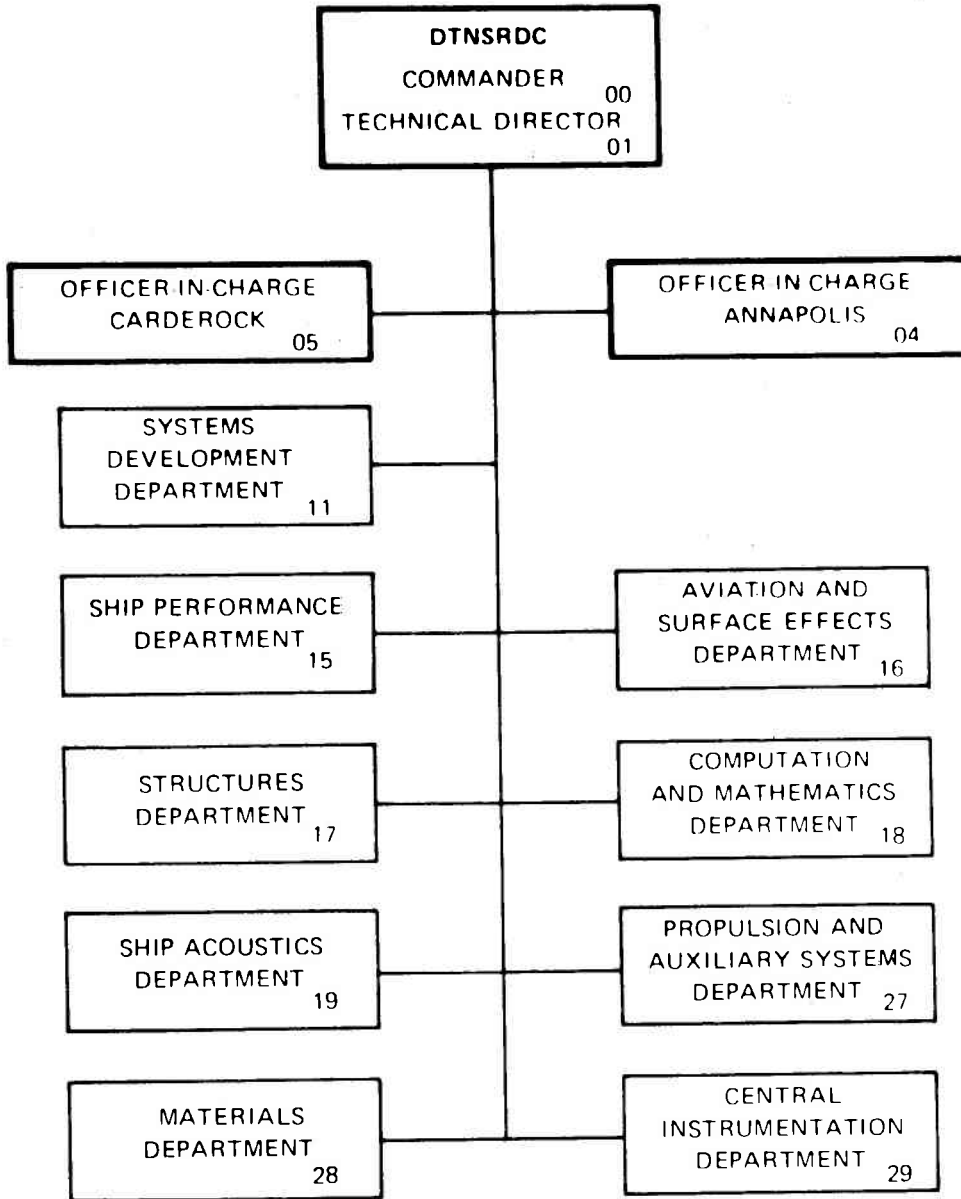 DTNSRDC
COMMANDER
00
TECHNICAL DIRECTOR
01
OFFICER-IN-CHARGE
CARDEROCK
05
OFFICER-IN-CHARGE
ANNAPOLIS
04
SYSTEMS
DEVELOPMENT
DEPARTMENT
11
SHIP PERFORMANCE
DEPARTMENT
15
AVIATION AND
SURFACE EFFECTS
DEPARTMENT
16
STRUCTURES
DEPARTMENT
17
COMPUTATION
AND MATHEMATICS
DEPARTMENT
18
SHIP ACOUSTICS
DEPARTMENT
19
PROPULSION AND
AUXILIARY SYSTEMS
DEPARTMENT
27
MATERIALS
DEPARTMENT
28
CENTRAL
INSTRUMENTATION
DEPARTMENT
29